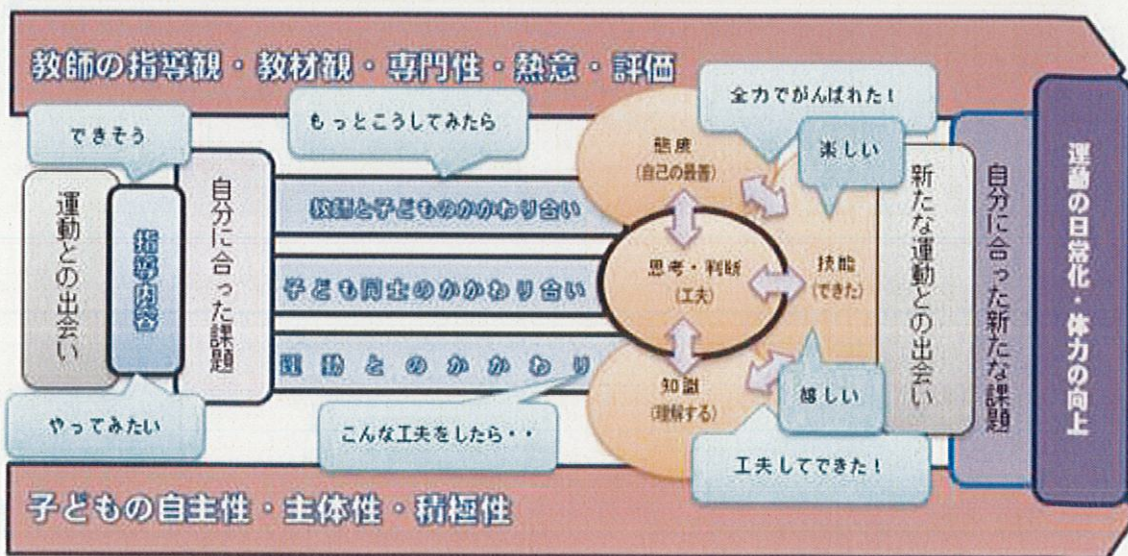 教師の指導観・教材観・専門性・熱意・評価
できそう
もっとこうしてみたら
全力でがんばれた！
楽しい
運動との出会い
指導内容
自分に合った課題
教師と子どものかかわり合い
子ども同士のかかわり合い
運動とのかかわり
態度
(自己の最善)
思考・判断
(工夫)
技能
(できた)
知識
(理解する)
新たな運動との出会い
自分に合った新たな課題
運動の日常化・体力の向上
やってみたい
こんな工夫をしたら・・
嬉しい
工夫してできた！
子どもの自主性・主体性・積極性